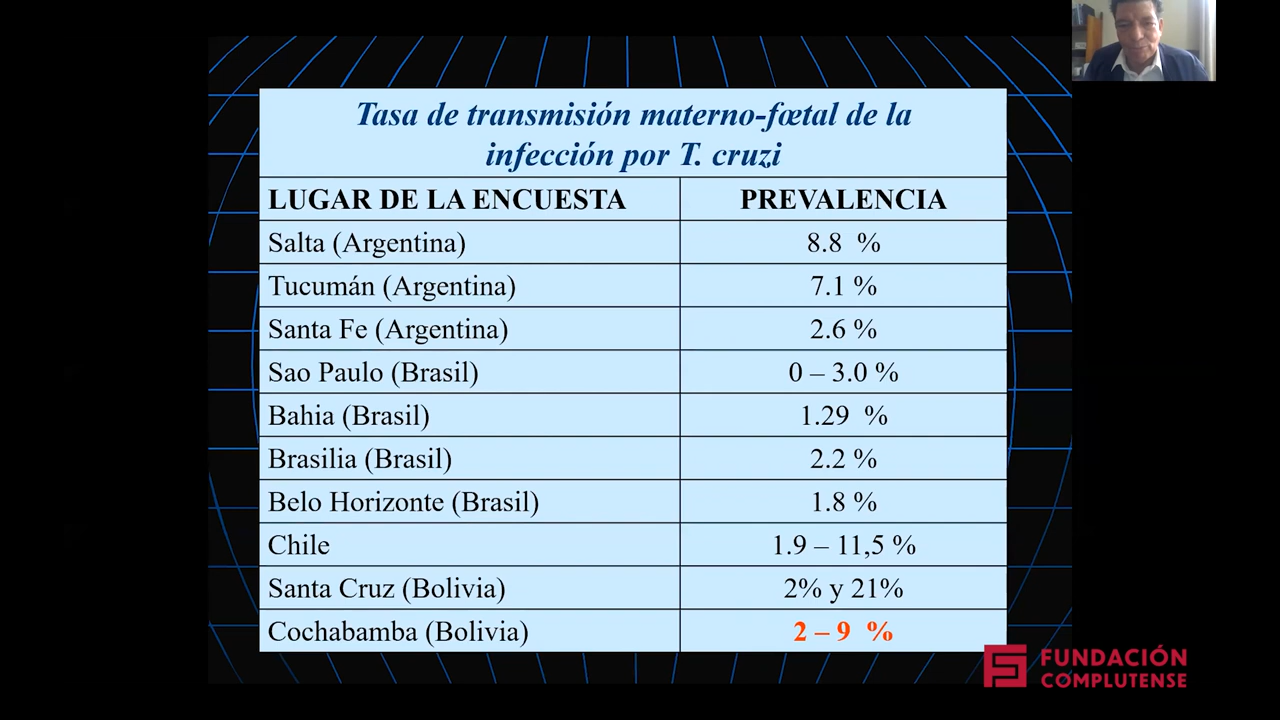 Tasa de transmisión materno-fœtal de la
infección por T. cruzi
LUGAR DE LA ENCUESTA PREVALENCIA
Salta (Argentina) 8.8 %
Tucumán (Argentina) 7.1 %
Santa Fe (Argentina) 2.6 %
Sao Paulo (Brasil) 0 – 3.0 %
Bahia (Brasil) 1.29 %
Brasilia (Brasil) 2.2 %
Belo Horizonte (Brasil) 1.8 %
Chile 1.9 – 11,5 %
Santa Cruz (Bolivia) 2% y 21%
Cochabamba (Bolivia) 2 – 9 %
FUNDACIÓN
COMPLUTENSE